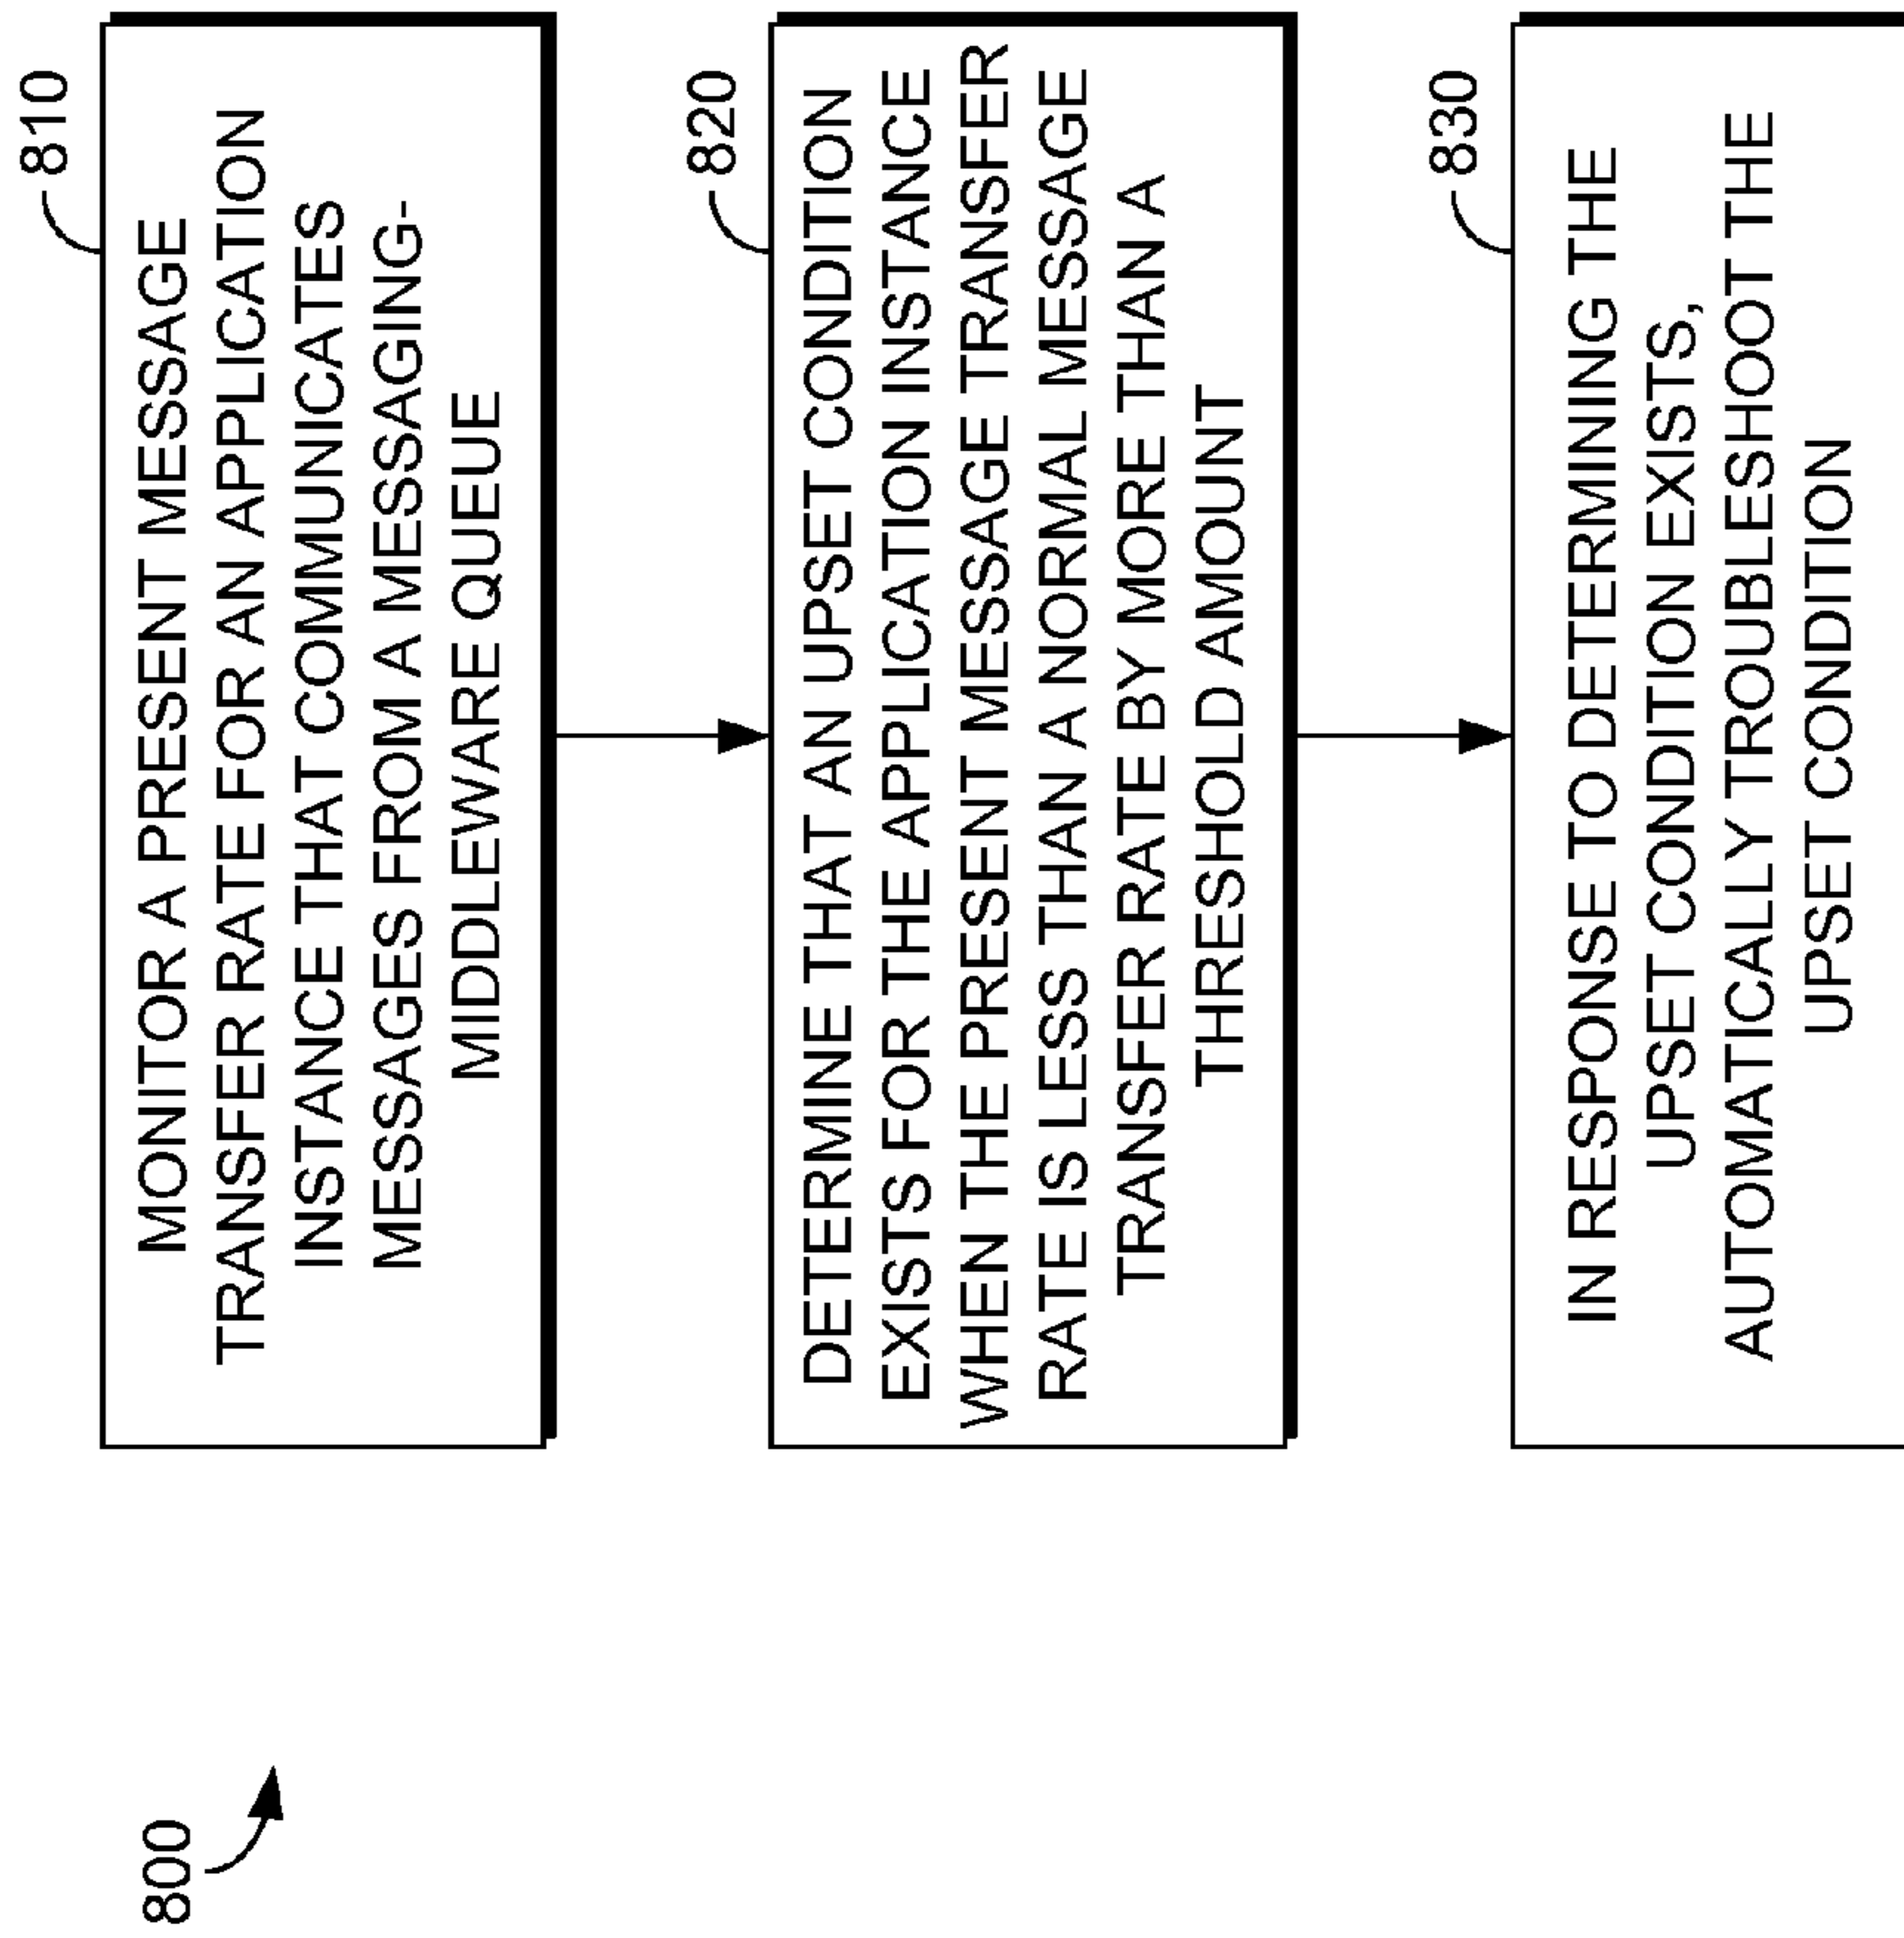 800
810
MONITOR A PRESENT MESSAGE
TRANSFER RATE FOR AN APPLICATION
INSTANCE THAT COMMUNICATES
MESSAGES FROM A MESSAGING-
MIDDLEWARE QUEUE
820
DETERMINE THAT AN UPSET CONDITION
EXISTS FOR THE APPLICATION INSTANCE
WHEN THE PRESENT MESSAGE TRANSFER
RATE IS LESS THAN A NORMAL MESSAGE
TRANSFER RATE BY MORE THAN A
THRESHOLD AMOUNT
830
IN RESPONSE TO DETERMINING THE
UPSET CONDITION EXISTS,
AUTOMATICALLY TROUBLESHOOT THE
UPSET CONDITION